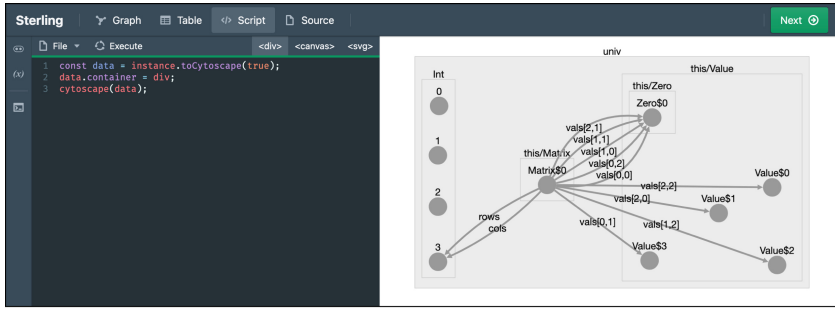 Sterling Graph Table </> Script Source Next
File Execute <div> <canvas> <svg>
(x)
1 const data = instance.toCytoscape(true);
2 data.container = div;
3 cytoscape(data);
univ
this/Value
Int
this/Zero
0
Zero$0
vals[2,1]
vals[1,1]
1
this/Matrix
vals[1,0]
vals[0,2]
Matrix$0
vals[0,0]
Value$0
vals[2,2]
2
vals[2,0]
Value$1
rows
vals[0,1]
vals[1,2]
cols
3
Value$3
Value$2